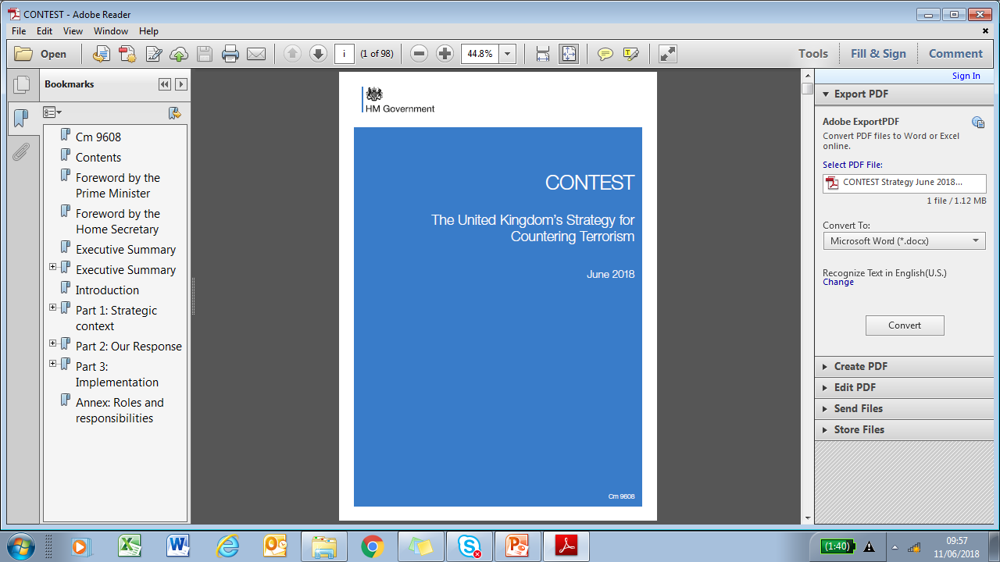 CONTEST - Adobe Reader
File Edit View Window Help
Open
i
(1 of 98)
44.8%
Tools
Fill & Sign
Comment
Bookmarks
Cm 9608
Contents
Foreword by the
Prime Minister
Foreword by the
Home Secretary
Executive Summary
Executive Summary
Introduction
Part 1: Strategic
context
Part 2: Our Response
Part 3:
Implementation
Annex: Roles and
responsibilities
HM Government
CONTEST
The United Kingdom's Strategy for
Countering Terrorism
June 2018
Cm 9608
Sign In
Export PDF
Adobe ExportPDF
Convert PDF files to Word or Excel
online.
Select PDF File:
CONTEST Strategy June 2018...
1 file / 1.12 MB
Convert To:
Microsoft Word (*.docx)
Recognize Text in English(U.S.)
Change
Convert
Create PDF
Edit PDF
Send Files
Store Files
(1:40)
09:57
11/06/2018